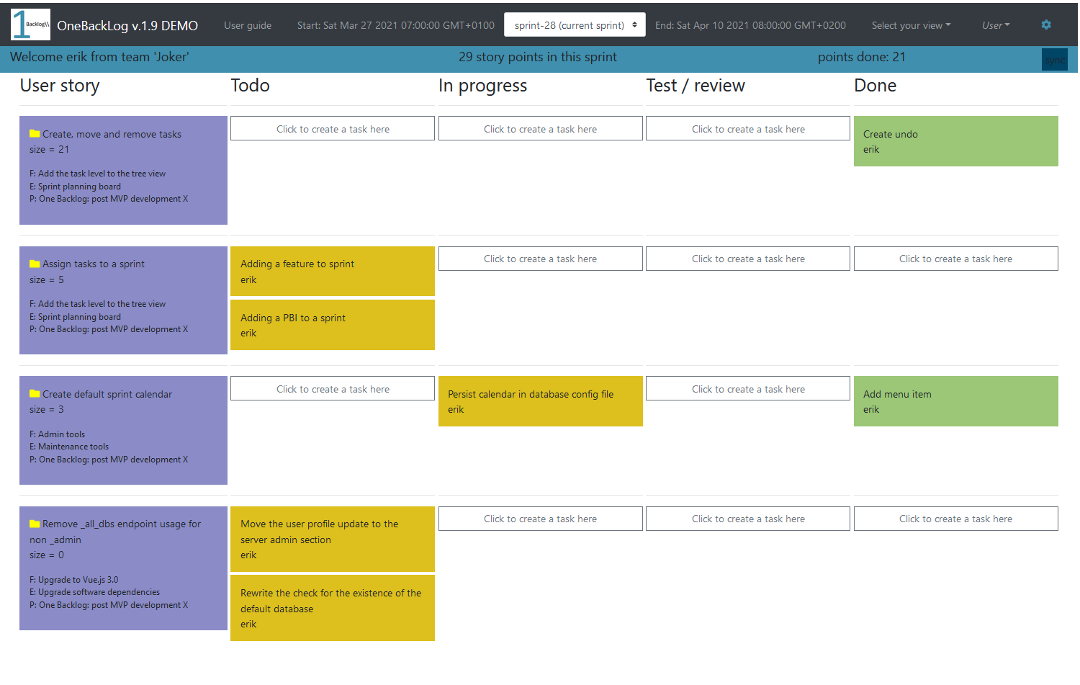 1 Backlog\\ OneBackLog v.1.9 DEMO User guide Start: Sat Mar 27 2021 07:00:00 GMT+0100 sprint-28 (current sprint) End: Sat Apr 10 2021 08:00:00 GMT+0200 Select your view User
Welcome erik from team 'Joker' 29 story points in this sprint points done: 21 sync
User story Todo In progress Test / review Done
Create, move and remove tasks
size = 21
F: Add the task level to the tree view
E: Sprint planning board
P: One Backlog: post MVP development X
Click to create a task here
Click to create a task here
Click to create a task here
Create undo
erik
Assign tasks to a sprint
size = 5
F: Add the task level to the tree view
E: Sprint planning board
P: One Backlog: post MVP development X
Adding a feature to sprint
erik
Adding a PBI to a sprint
erik
Click to create a task here
Click to create a task here
Click to create a task here
Create default sprint calendar
size = 3
F: Admin tools
E: Maintenance tools
P: One Backlog: post MVP development X
Click to create a task here
Persist calendar in database config file
erik
Click to create a task here
Add menu item
erik
Remove _all_dbs endpoint usage for
non _admin
size = 0
F: Upgrade to Vue.js 3.0
E: Upgrade software dependencies
P: One Backlog: post MVP development X
Move the user profile update to the
server admin section
erik
Rewrite the check for the existence of the
default database
erik
Click to create a task here
Click to create a task here
Click to create a task here